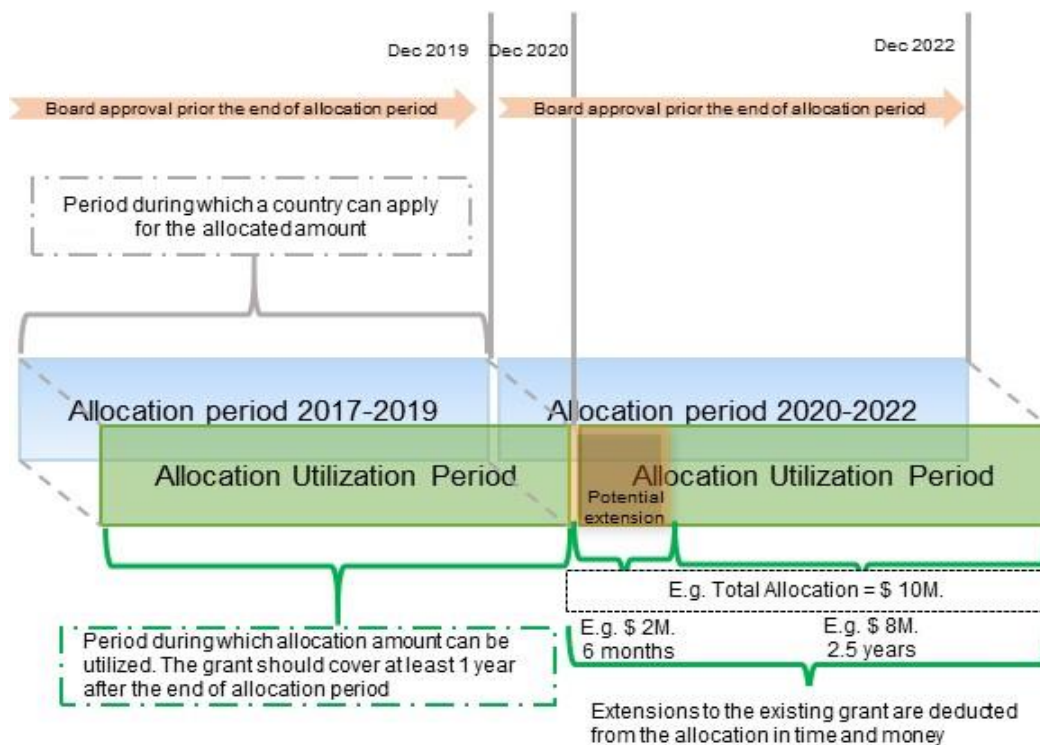 Dec 2019
Dec 2020
Dec 2022
Board approval prior the end of allocation period
Board approval prior the end of allocation period
Period during which a country can apply
for the allocated amount
Allocation period 2017-2019
Allocation period 2020-2022
Allocation Utilization Period
Allocation Utilization Period
Potential
extension
E.g. Total Allocation = $ 10M.
E.g. $ 2M.
6 months
E.g. $ 8M.
2.5 years
Period during which allocation amount can be
utilized. The grant should cover at least 1 year
after the end of allocation period
Extensions to the existing grant are deducted
from the allocation in time and money